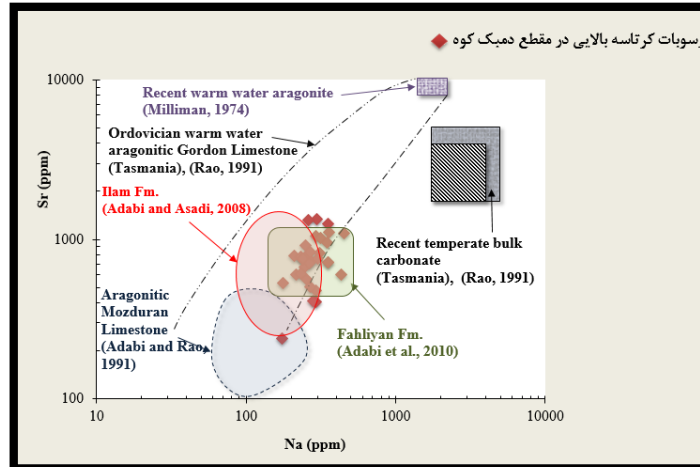 رسوبات کرتاسه بالایی در مقطع دمبک کوه
10000
Recent warm water aragonite
(Milliman, 1974)
Ordovician warm water
aragonitic Gordon Limestone
(Tasmania), (Rao, 1991)
Ilam Fm.
(Adabi and Asadi, 2008)
Sr (ppm)
1000
Recent temperate bulk
carbonate
(Tasmania), (Rao, 1991)
Aragonitic
Mozduran
Limestone
(Adabi and Rao,
1991)
Fahliyan Fm.
(Adabi et al., 2010)
100
10
100
1000
10000
Na (ppm)